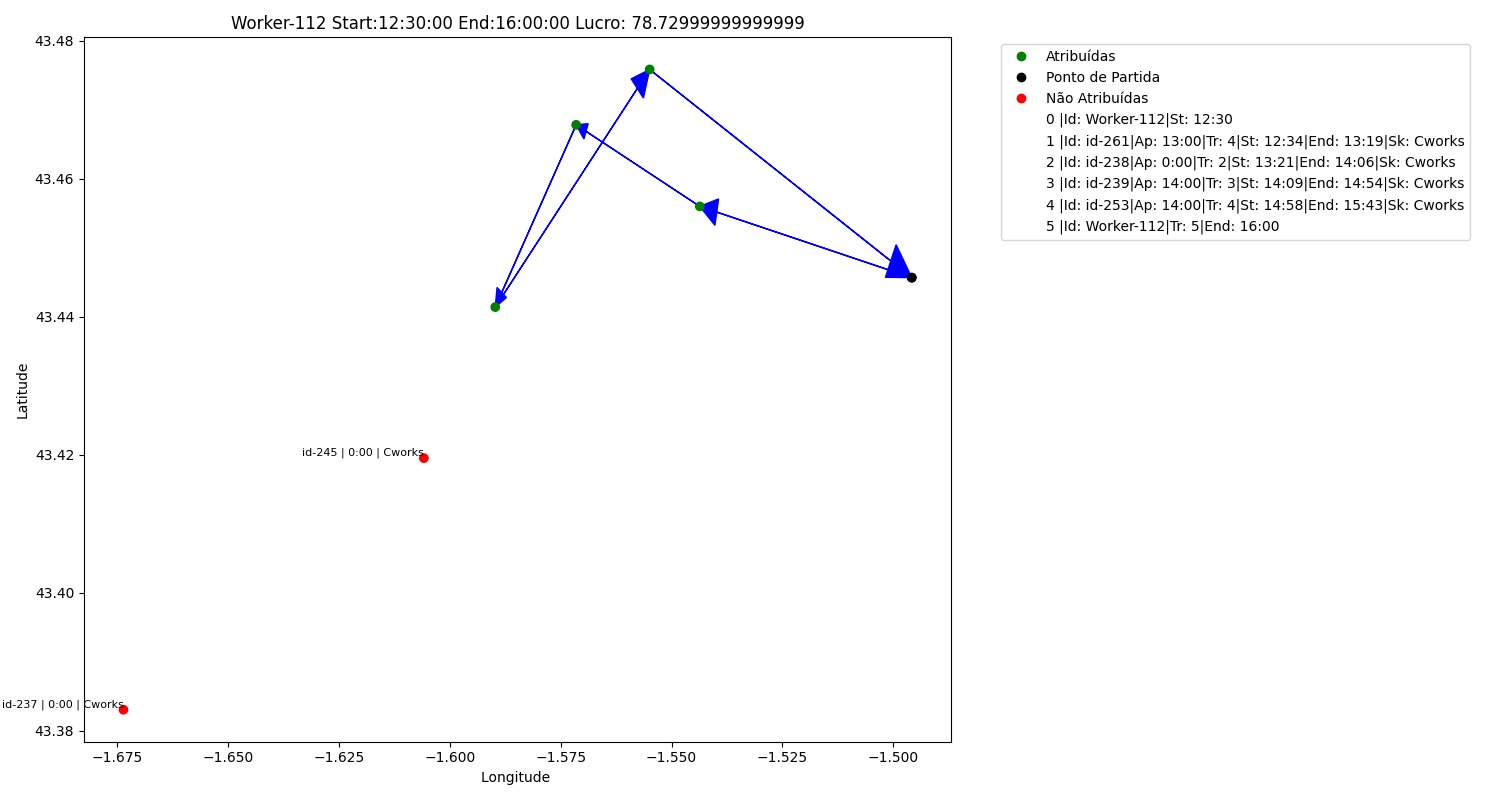 Worker-112 Start:12:30:00 End:16:00:00 Lucro: 78.72999999999999
43.48
43.46
43.44
43.42
43.40
43.38
Latitude
−1.675
−1.650
−1.625
−1.600
−1.575
−1.550
−1.525
−1.500
Longitude
id-245 | 0:00 | Cworks
id-237 | 0:00 | Cworks
Atribuídas
Ponto de Partida
Não Atribuídas
0 |Id: Worker-112|St: 12:30
1 |Id: id-261|Ap: 13:00|Tr: 4|St: 12:34|End: 13:19|Sk: Cworks
2 |Id: id-238|Ap: 0:00|Tr: 2|St: 13:21|End: 14:06|Sk: Cworks
3 |Id: id-239|Ap: 14:00|Tr: 3|St: 14:09|End: 14:54|Sk: Cworks
4 |Id: id-253|Ap: 14:00|Tr: 4|St: 14:58|End: 15:43|Sk: Cworks
5 |Id: Worker-112|Tr: 5|End: 16:00